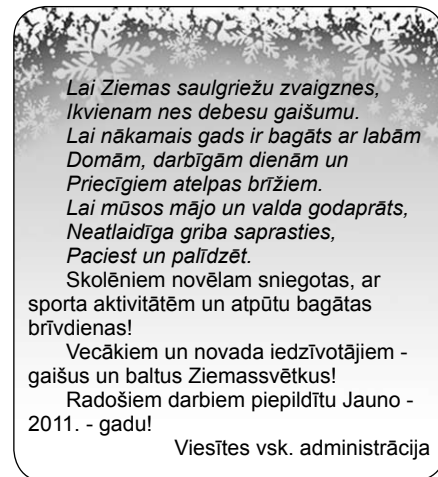 Lai Ziemas saulgriežu zvaigznes,
Ikvienam nes debesu gaišumu.
Lai nākamais gads ir bagāts ar labām
Domām, darbīgām dienām un
Priecīgiem atelpas brīžiem.
Lai mūsos mājo un valda godaprāts,
Neatlaidīga griba saprasties,
Paciest un palīdzēt.
Skolēniem novēlam sniegotas, ar
sporta aktivitātēm un atpūtu bagātas
brīvdienas!
Vecākiem un novada iedzīvotājiem -
gaišus un baltus Ziemassvētkus!
Radošiem darbiem piepildītu Jauno -
2011. - gadu!
Viesītes vsk. administrācija